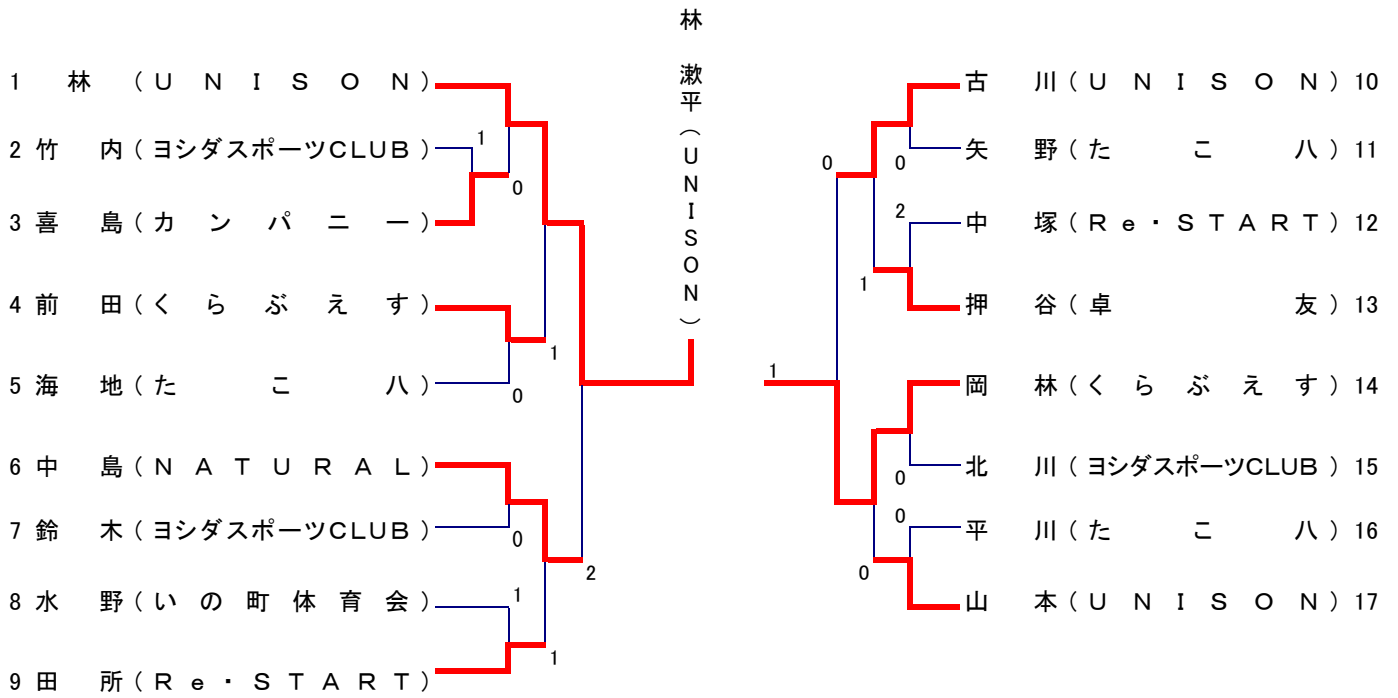 林 漱平(UNISON)
1 林 (UNISON)
2 竹 内(ヨシダスポーツCLUB)
1
0
3 喜 島(カンパニー)
4 前 田(くらぶえす)
1
5 海 地(たこ八)
0
6 中 島(NATURAL)
7 鈴 木(ヨシダスポーツCLUB)
0
2
8 水 野(いの町体育会)
1
1
9 田 所(Re・START)
古 川(UNISON)10
0
0
矢 野(たこ八)11
2
中 塚(Re・START)12
1
押 谷(卓友)13
1
岡 林(くらぶえす)14
0
北 川(ヨシダスポーツCLUB)15
0
平 川(たこ八)16
0
山 本(UNISON)17